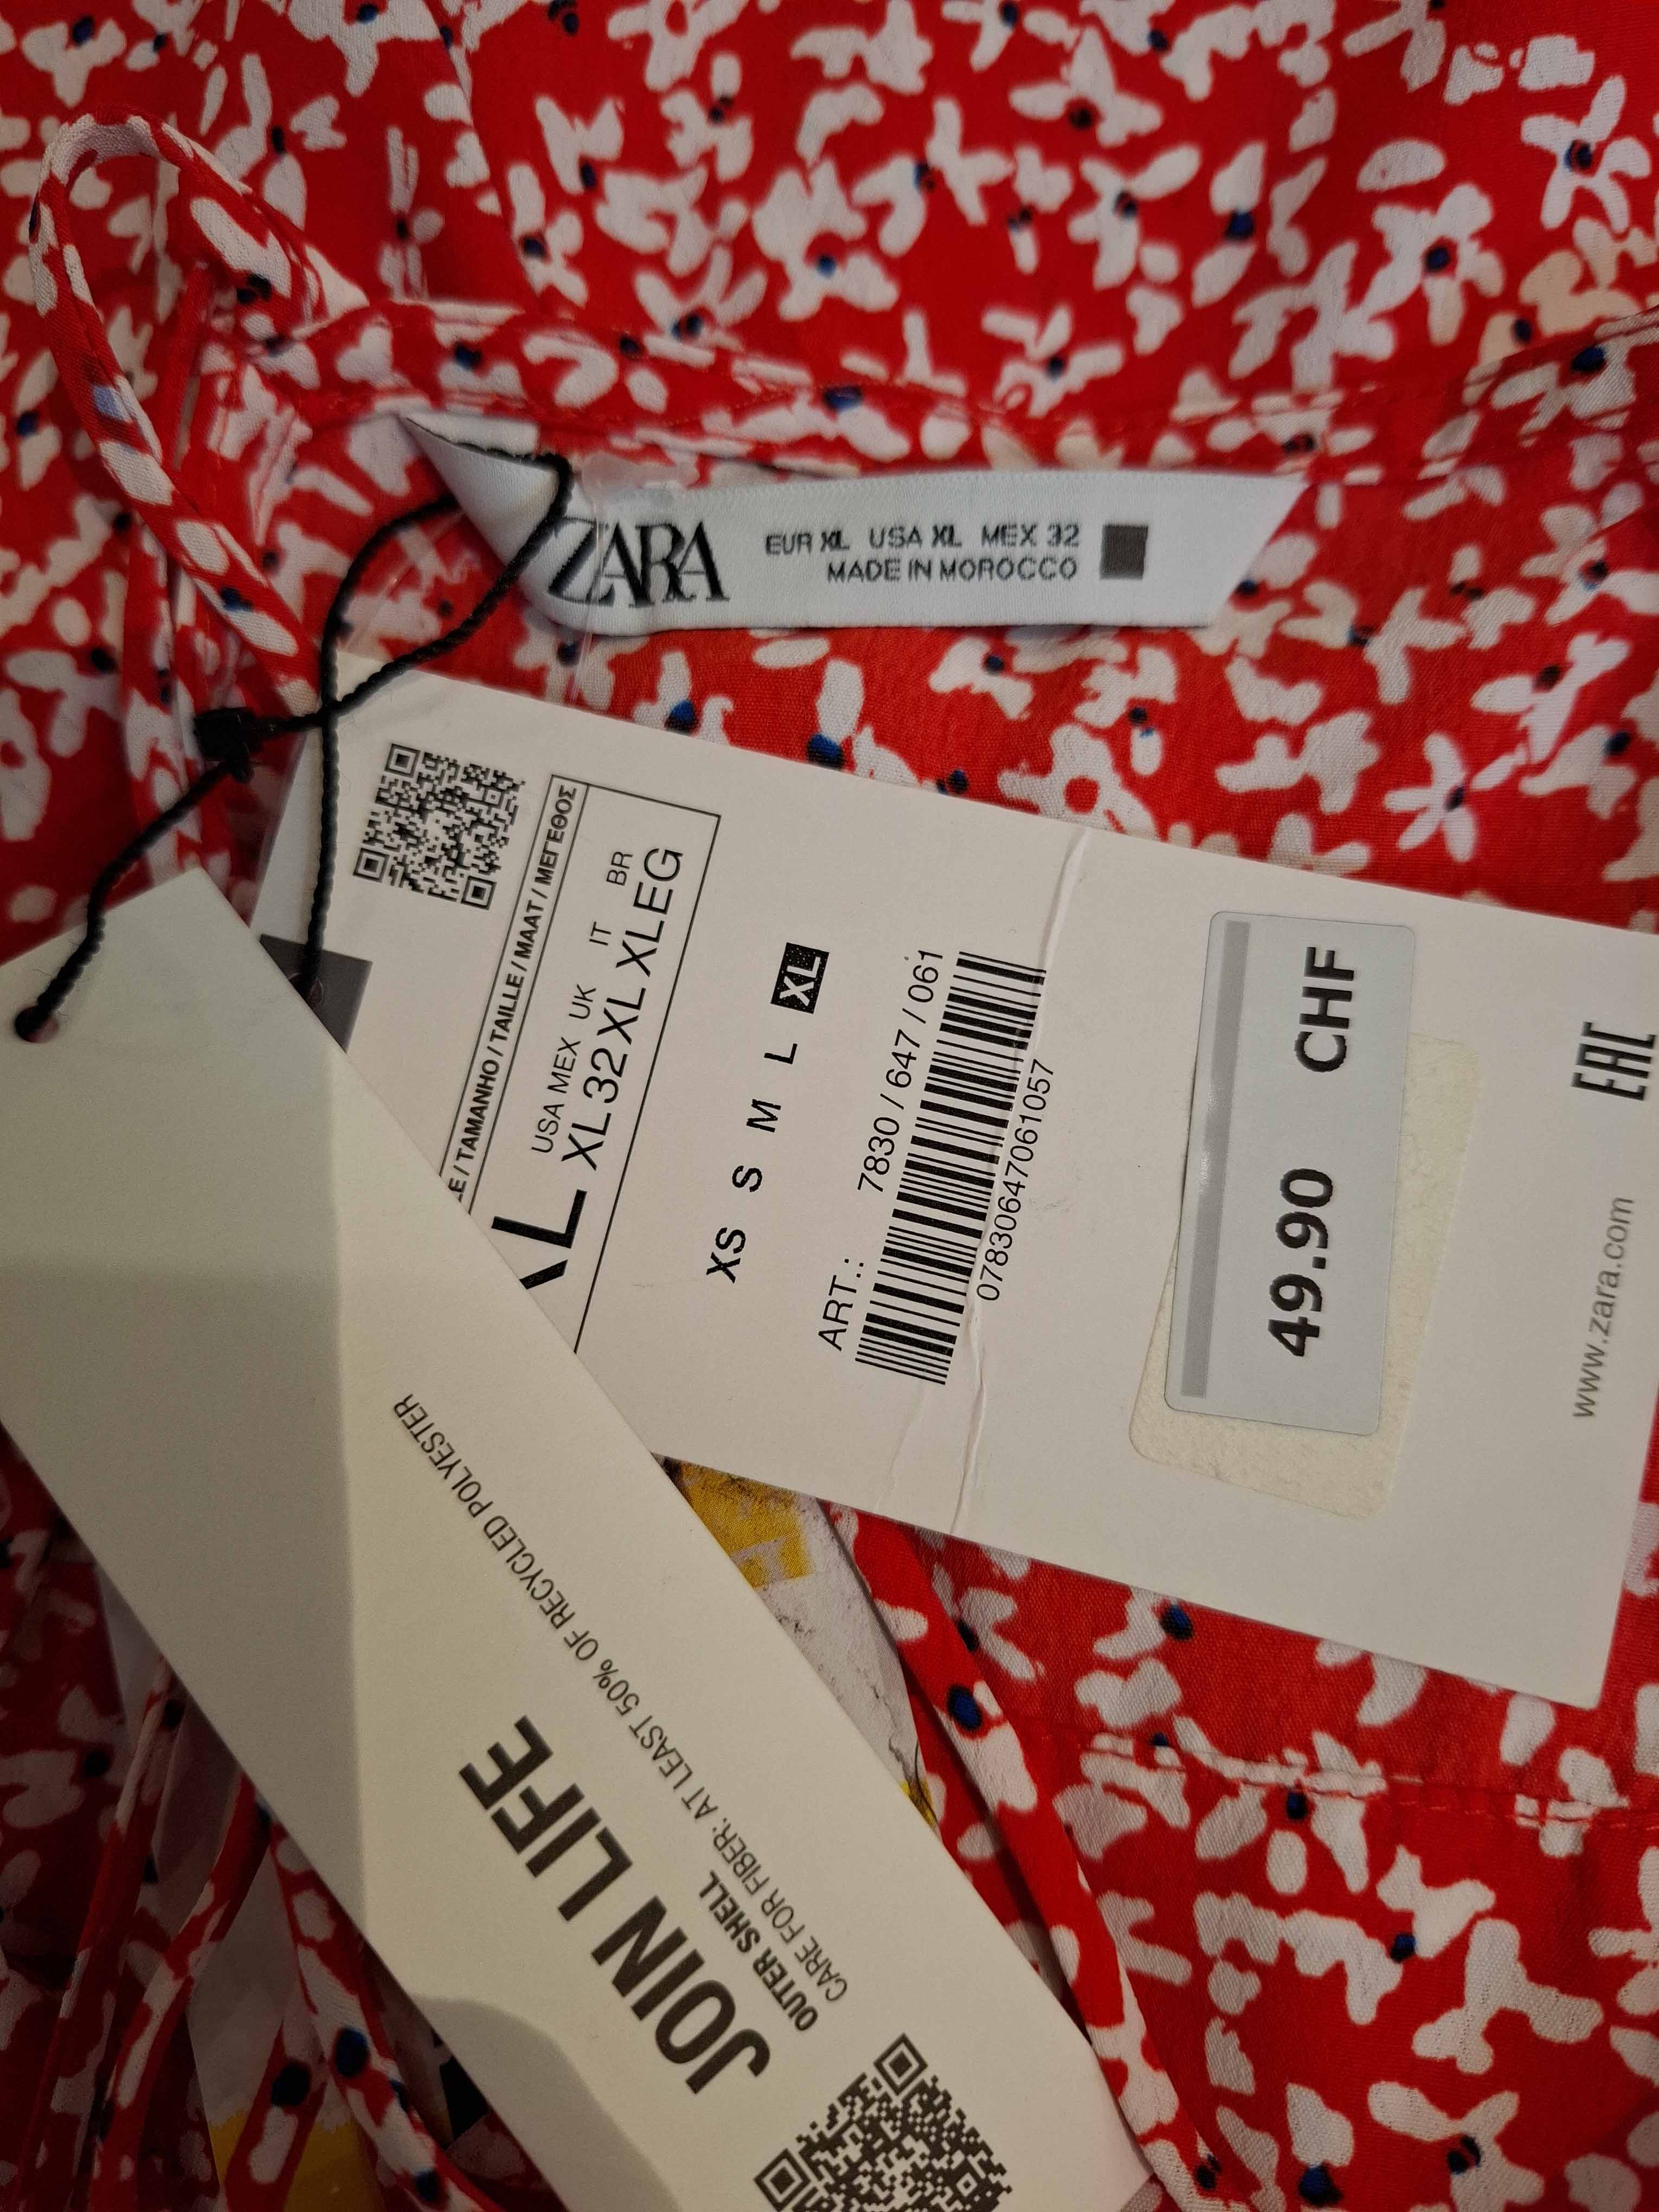 ZARA
EUR XL USA XL MEX 32
MADE IN MOROCCO
/ TAMANHO / TAILLE / MAAT / ΜΕΓΕΘΟΣ
USA MEX UK IT BR
XL XL 32 XL XL XLEG
XS S M L XL
ART.: 7830 / 647 / 061
07830647061057
49.90 CHF
www.zara.com
EAC
JOIN LIFE
OUTER SHELL
CARE FOR FIBER: AT LEAST 50% OF RECYCLED POLYESTER